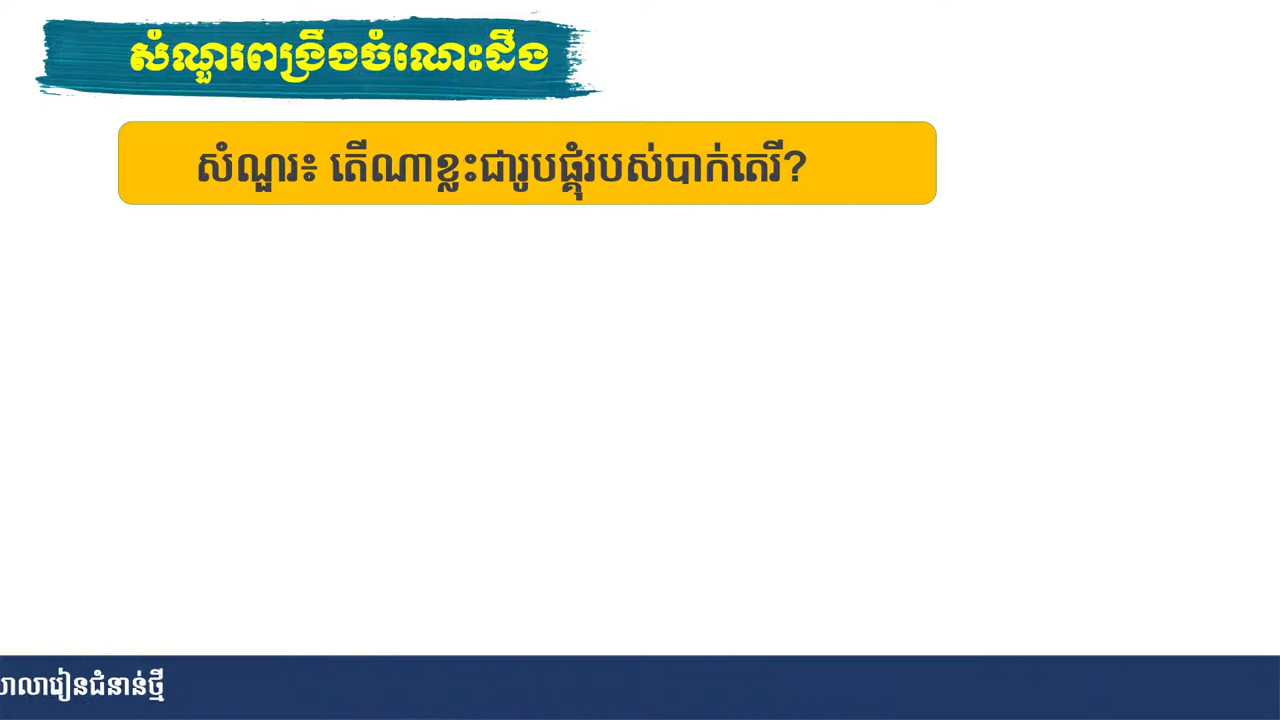 សំណួរពង្រឹងចំណេះដឹង
សំណួរ៖ តើណាខ្លះជារូបផ្គុំរបស់បាក់តេរី?
សាលារៀនជំនាន់ថ្មី